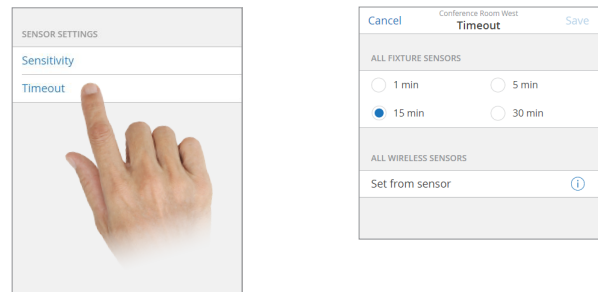 SENSOR SETTINGS
Sensitivity
Timeout
Conference Room West
Cancel Timeout Save
ALL FIXTURE SENSORS
1 min 5 min
15 min 30 min
ALL WIRELESS SENSORS
Set from sensor i